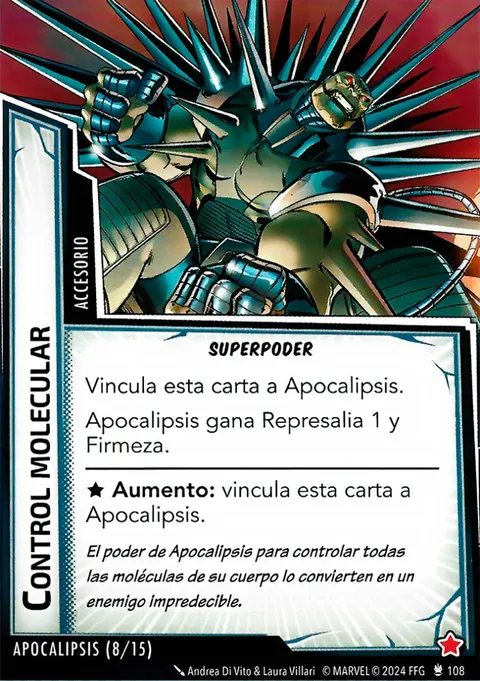 ACCESORIO
CONTROL MOLECULAR
SUPERPODER
Vincula esta carta a Apocalipsis.
Apocalipsis gana Represalia 1 y
Firmeza.
★ Aumento: vincula esta carta a
Apocalipsis.
El poder de Apocalipsis para controlar todas
las moléculas de su cuerpo lo convierten en un
enemigo impredecible.
APOCALIPSIS (8/15)
Andrea Di Vito & Laura Villari © MARVEL © 2024 FFG 108